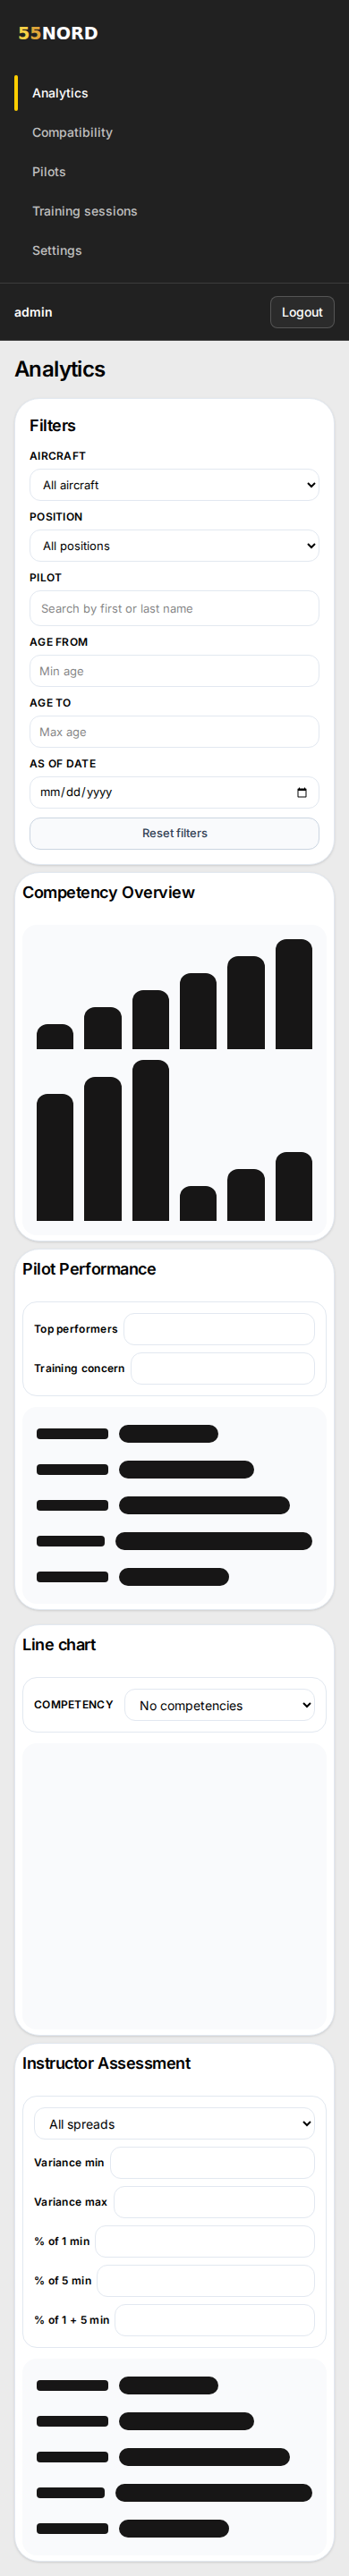 55NORD
Analytics
Compatibility
Pilots
Training sessions
Settings
admin
Logout
Analytics
Filters
AIRCRAFT
All aircraft
POSITION
All positions
PILOT
Search by first or last name
AGE FROM
Min age
AGE TO
Max age
AS OF DATE
mm/dd/yyyy
Reset filters
Competency Overview
Pilot Performance
Top performers
Training concern
Line chart
COMPETENCY No competencies
Instructor Assessment
All spreads
Variance min
Variance max
% of 1 min
% of 5 min
% of 1 + 5 min